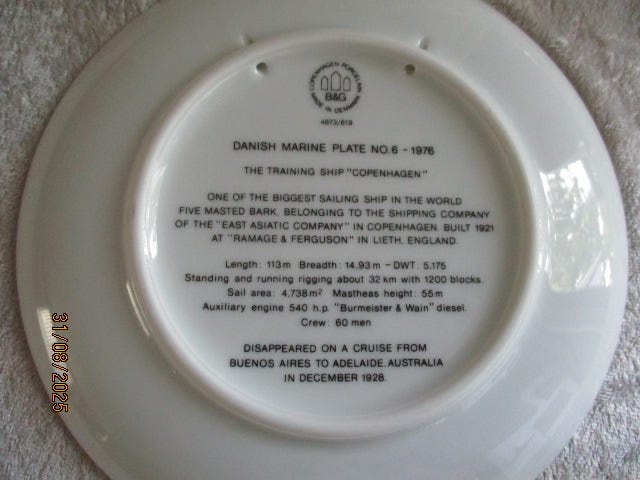 COPENHAGEN PORCELAIN
B&G
MADE IN DENMARK
4673/619
DANISH MARINE PLATE NO.6 - 1976
THE TRAINING SHIP "COPENHAGEN"
ONE OF THE BIGGEST SAILING SHIP IN THE WORLD
FIVE MASTED BARK. BELONGING TO THE SHIPPING COMPANY
OF THE "EAST ASIATIC COMPANY" IN COPENHAGEN. BUILT 1921
AT "RAMAGE & FERGUSON" IN LIETH, ENGLAND.
Length: 113m Breadth: 14,93m - DWT: 5,175
Standing and running rigging about 32 km with 1200 blocks.
Sail area: 4,738m² Mastheas height: 55m
Auxiliary engine 540 h.p. "Burmeister & Wain" diesel.
Crew: 60 men
DISAPPEARED ON A CRUISE FROM
BUENOS AIRES TO ADELAIDE. AUSTRALIA
IN DECEMBER 1928.
31/08/2025